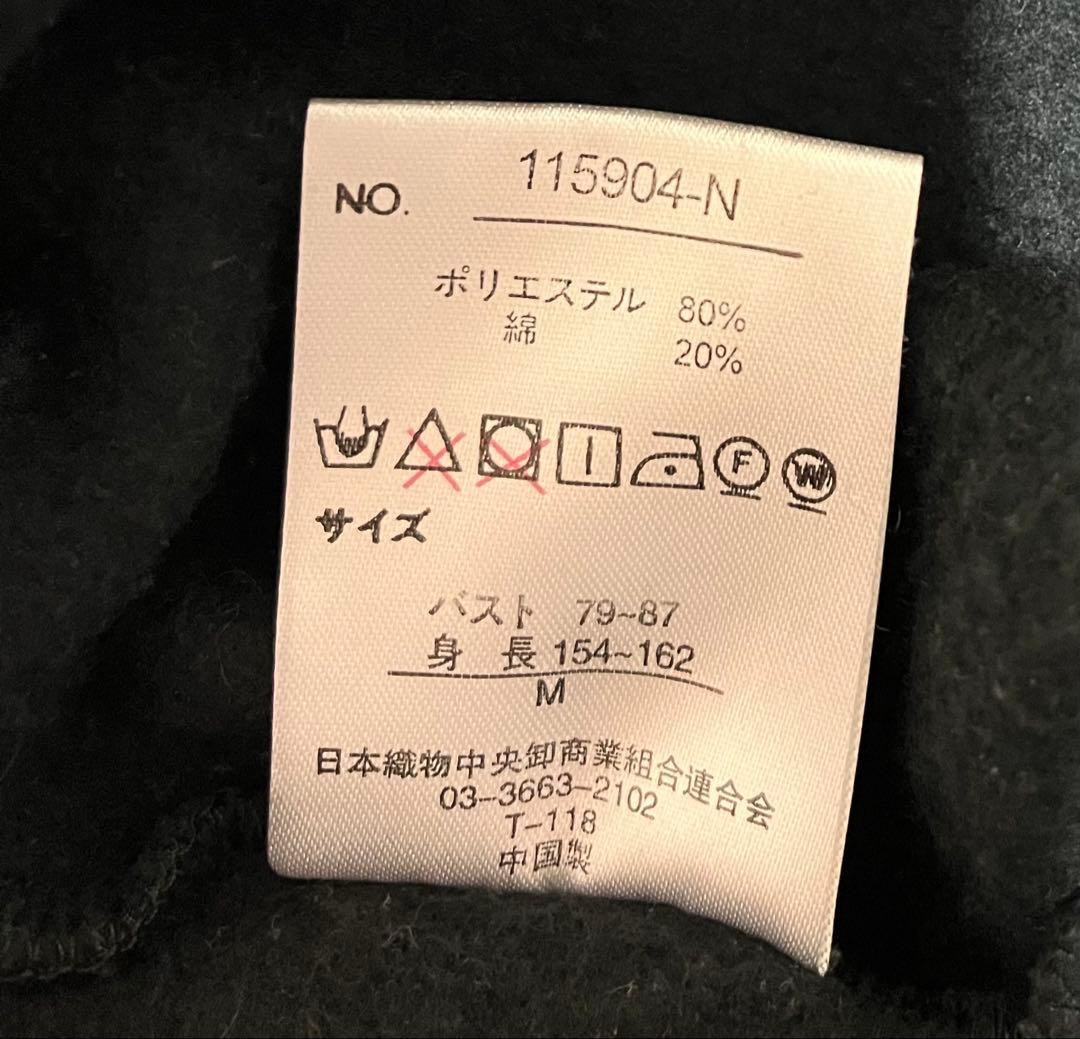 NO. 115904-N
ポリエステル 80%
綿 20%
F W
サイズ
バスト 79~87
身 長 154~162
M
日本織物中央卸商業組合連合会
03-3663-2102
T-118
中国製